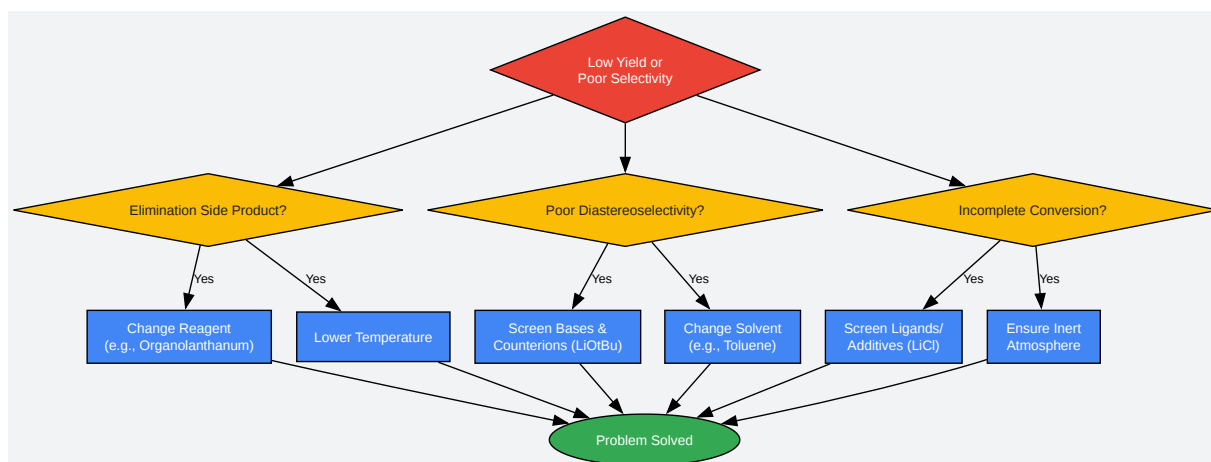 Low Yield or
Poor Selectivity
Elimination Side Product?
Poor Diastereoselectivity?
Incomplete Conversion?
Yes
Yes
Yes
Yes
Yes
Yes
Change Reagent
(e.g., Organolanthanum)
Lower Temperature
Screen Bases &
Counterions (LiOtBu)
Change Solvent
(e.g., Toluene)
Screen Ligands/
Additives (LiCl)
Ensure Inert
Atmosphere
Problem Solved